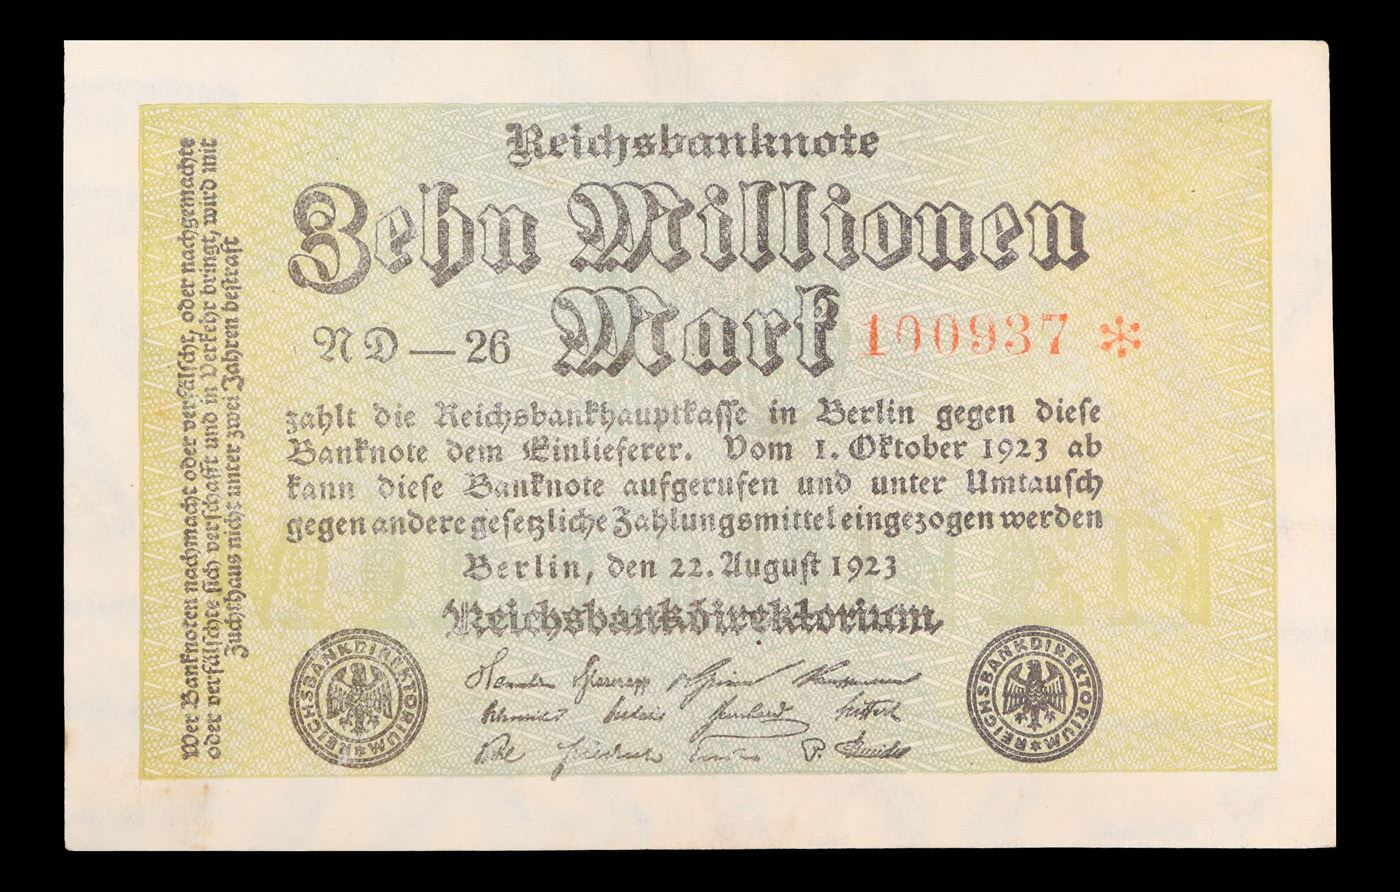 Reichsbanknote
Zehn Millionen
Mark
ND—26
100937 *
zahlt die Reichsbankhauptkasse in Berlin gegen diese
Banknote dem Einlieferer. Vom 1. Oktober 1923 ab
kann diese Banknote aufgerufen und unter Umtausch
gegen andere gesetzliche Zahlungsmittel eingezogen werden
Berlin, den 22. August 1923
Reichsbankdirektorium
REICHSBANKDIREKTORIUM
REICHSBANKDIREKTORIUM
Wer Banknoten nachmacht oder verfälscht, oder nachgemachte
oder verfälschte sich verschafft und in Verkehr bringt, wird mit
Zuchthaus nicht unter zwei Jahren bestraft